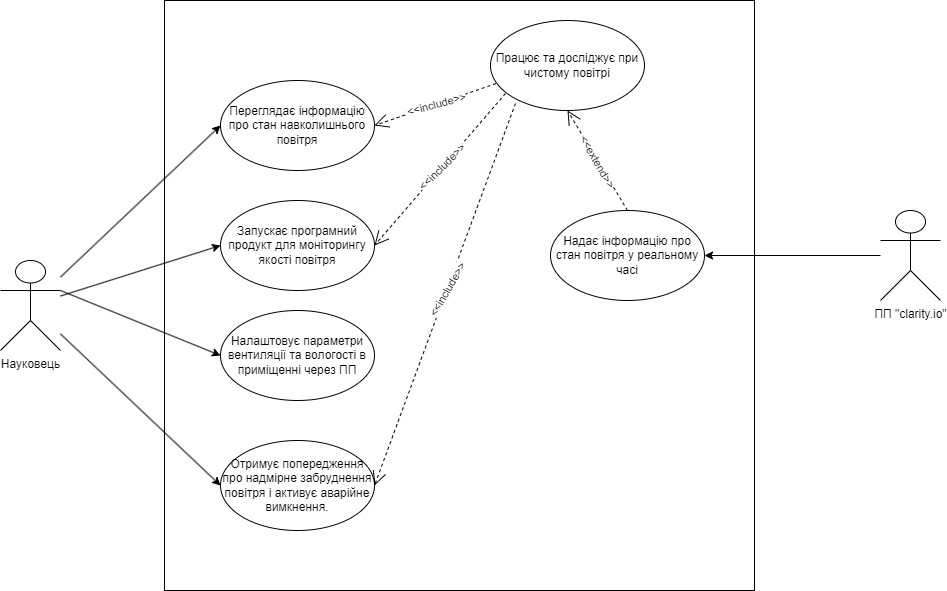 Працює та досліджує при
чистому повітрі
<<include>>
Переглядає інформацію
про стан навколишнього
повітря
<<include>>
<<extend>>
Запускає програмний
продукт для моніторингу
якості повітря
Надає інформацію про
стан повітря у реальному
часі
<<include>>
ПП "clarity.io"
Науковець
Налаштовує параметри
вентиляції та вологості в
приміщенні через ПП
Отримує попередження
про надмірне забруднення
повітря і активує аварійне
вимкнення.